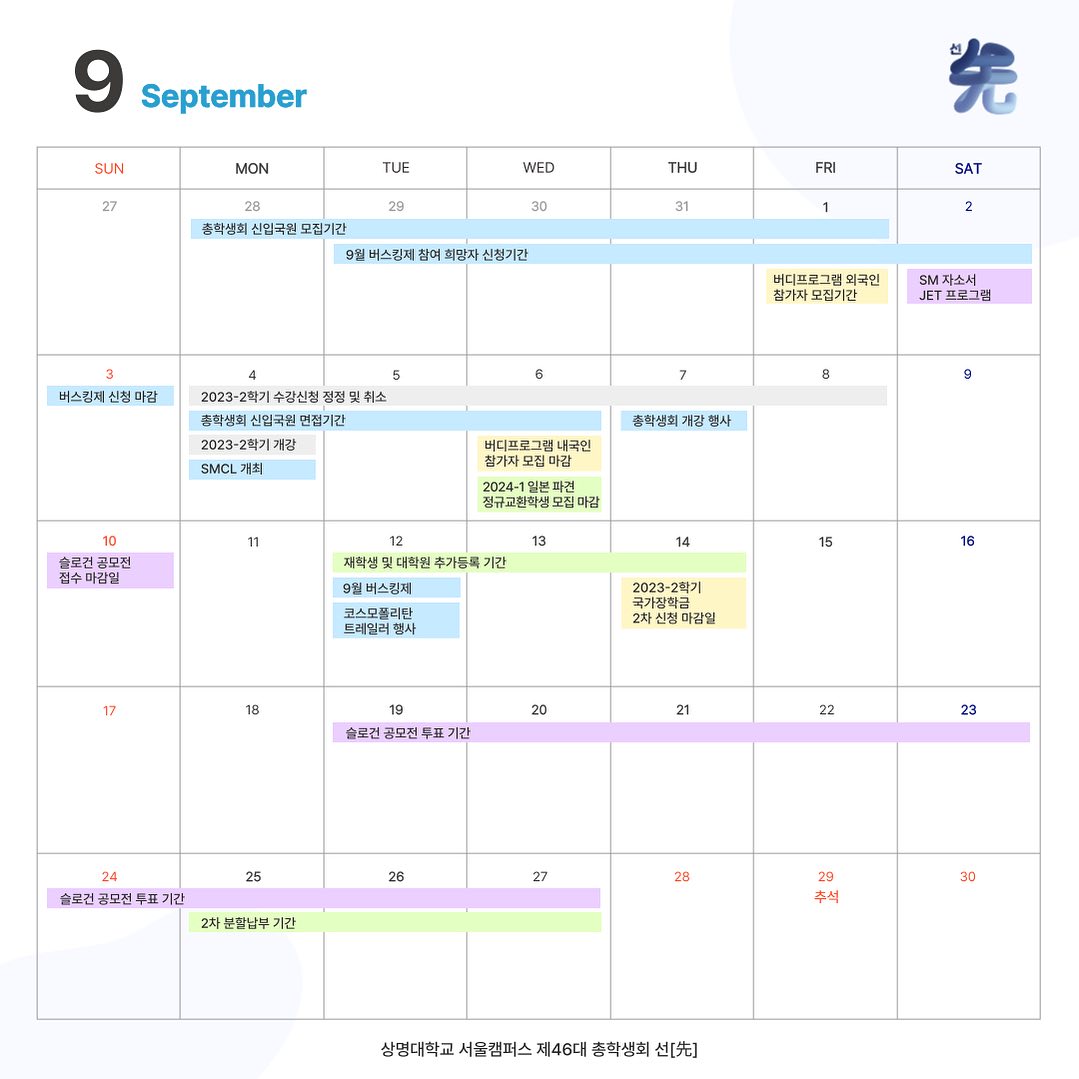 9 September
선
先
SUN MON TUE WED THU FRI SAT
27 28 29 30 31 1 2
총학생회 신입국원 모집기간
9월 버스킹제 참여 희망자 신청기간
버디프로그램 외국인
참가자 모집기간
SM 자소서
JET 프로그램
3 4 5 6 7 8 9
버스킹제 신청 마감
2023-2학기 수강신청 정정 및 취소
총학생회 신입국원 면접기간
총학생회 개강 행사
2023-2학기 개강
SMCL 개최
버디프로그램 내국인
참가자 모집 마감
2024-1 일본 파견
정규교환학생 모집 마감
10 11 12 13 14 15 16
슬로건 공모전
접수 마감일
재학생 및 대학원 추가등록 기간
9월 버스킹제
코스모폴리탄
트레일러 행사
2023-2학기
국가장학금
2차 신청 마감일
17 18 19 20 21 22 23
슬로건 공모전 투표 기간
24 25 26 27 28 29 30
추석
슬로건 공모전 투표 기간
2차 분할납부 기간
상명대학교 서울캠퍼스 제46대 총학생회 선[先]